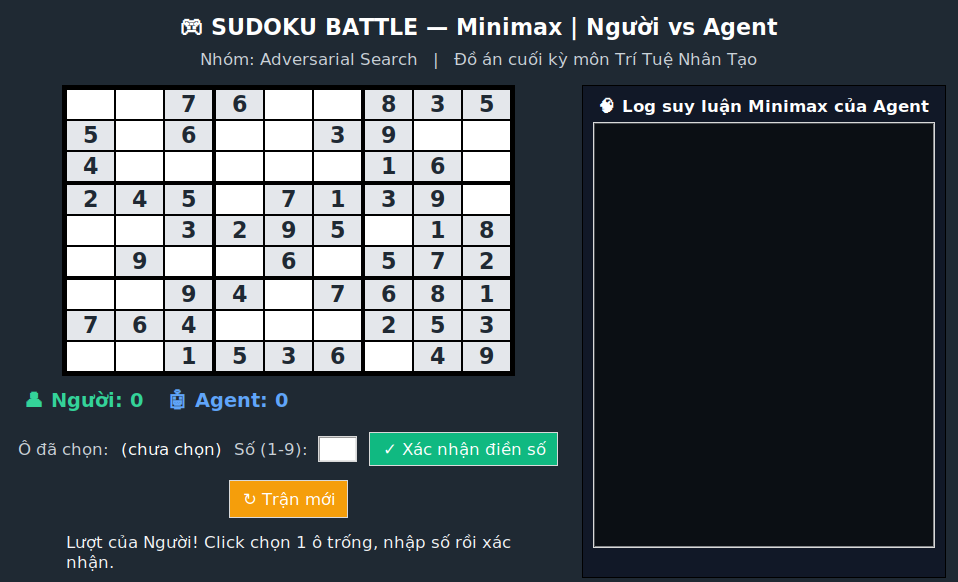 🎮 SUDOKU BATTLE — Minimax | Người vs Agent
Nhóm: Adversarial Search | Đồ án cuối kỳ môn Trí Tuệ Nhân Tạo
7 6 8 3 5
5 6 3 9
4 1 6
2 4 5 7 1 3 9
3 2 9 5 1 8
9 6 5 7 2
9 4 7 6 8 1
7 6 4 2 5 3
1 5 3 6 4 9
👤 Người: 0 🤖 Agent: 0
Ô đã chọn: (chưa chọn) Số (1-9): ✓ Xác nhận điền số
↻ Trận mới
Lượt của Người! Click chọn 1 ô trống, nhập số rồi xác
nhận.
🧠 Log suy luận Minimax của Agent